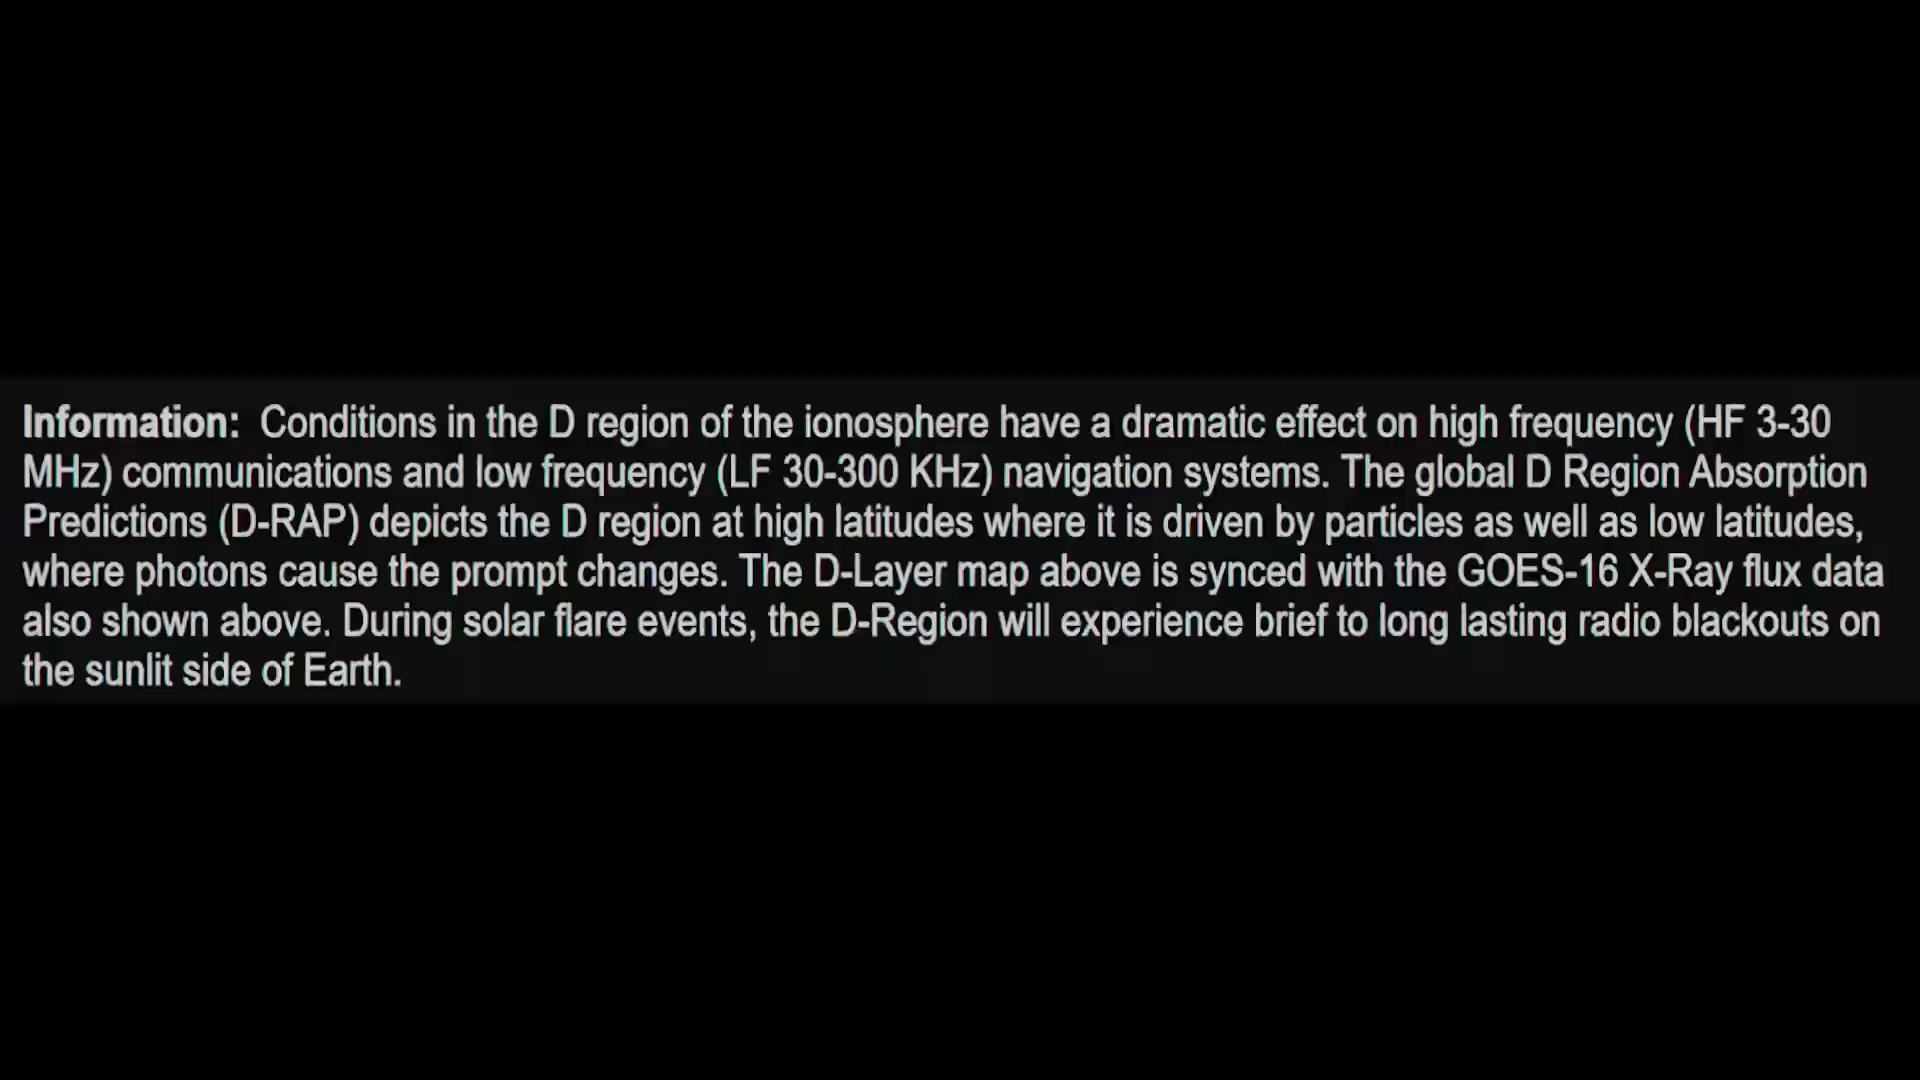 Information: Conditions in the D region of the ionosphere have a dramatic effect on high frequency (HF 3-30
MHz) communications and low frequency (LF 30-300 KHz) navigation systems. The global D Region Absorption
Predictions (D-RAP) depicts the D region at high latitudes where it is driven by particles as well as low latitudes,
where photons cause the prompt changes. The D-Layer map above is synced with the GOES-16 X-Ray flux data
also shown above. During solar flare events, the D-Region will experience brief to long lasting radio blackouts on
the sunlit side of Earth.